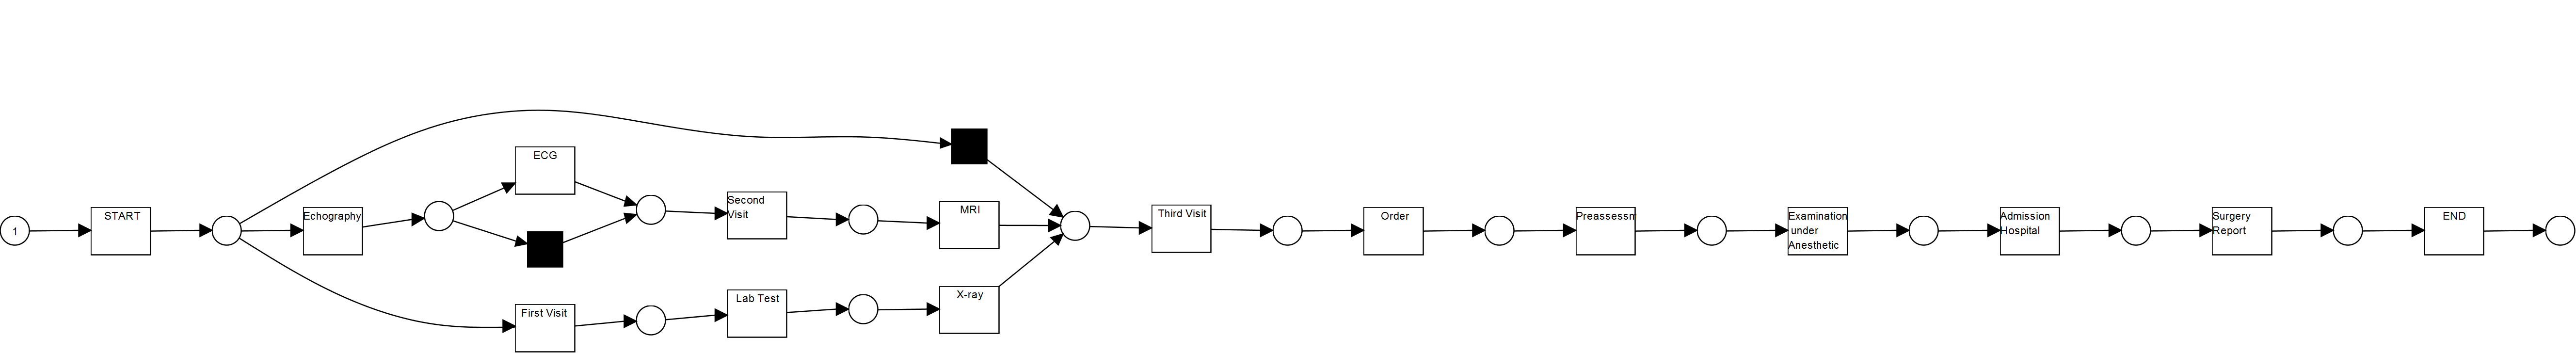 1
START
Echography
ECG
First Visit
Second
Visit
Lab Test
MRI
X-ray
Third Visit
Order
Preassessm
Examination
under
Anesthetic
Admission
Hospital
Surgery
Report
END